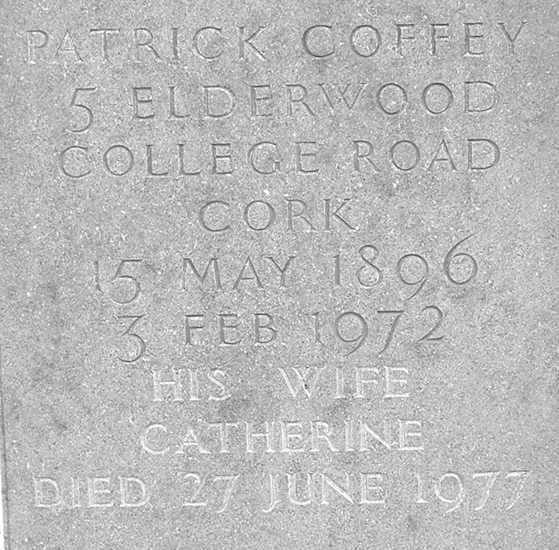 PATRICK COFFEY
5 ELDERWOOD
COLLEGE ROAD
CORK
15 MAY 1896
3 FEB. 1972
HIS WIFE
CATHERINE
DIED 27 JUNE 1977